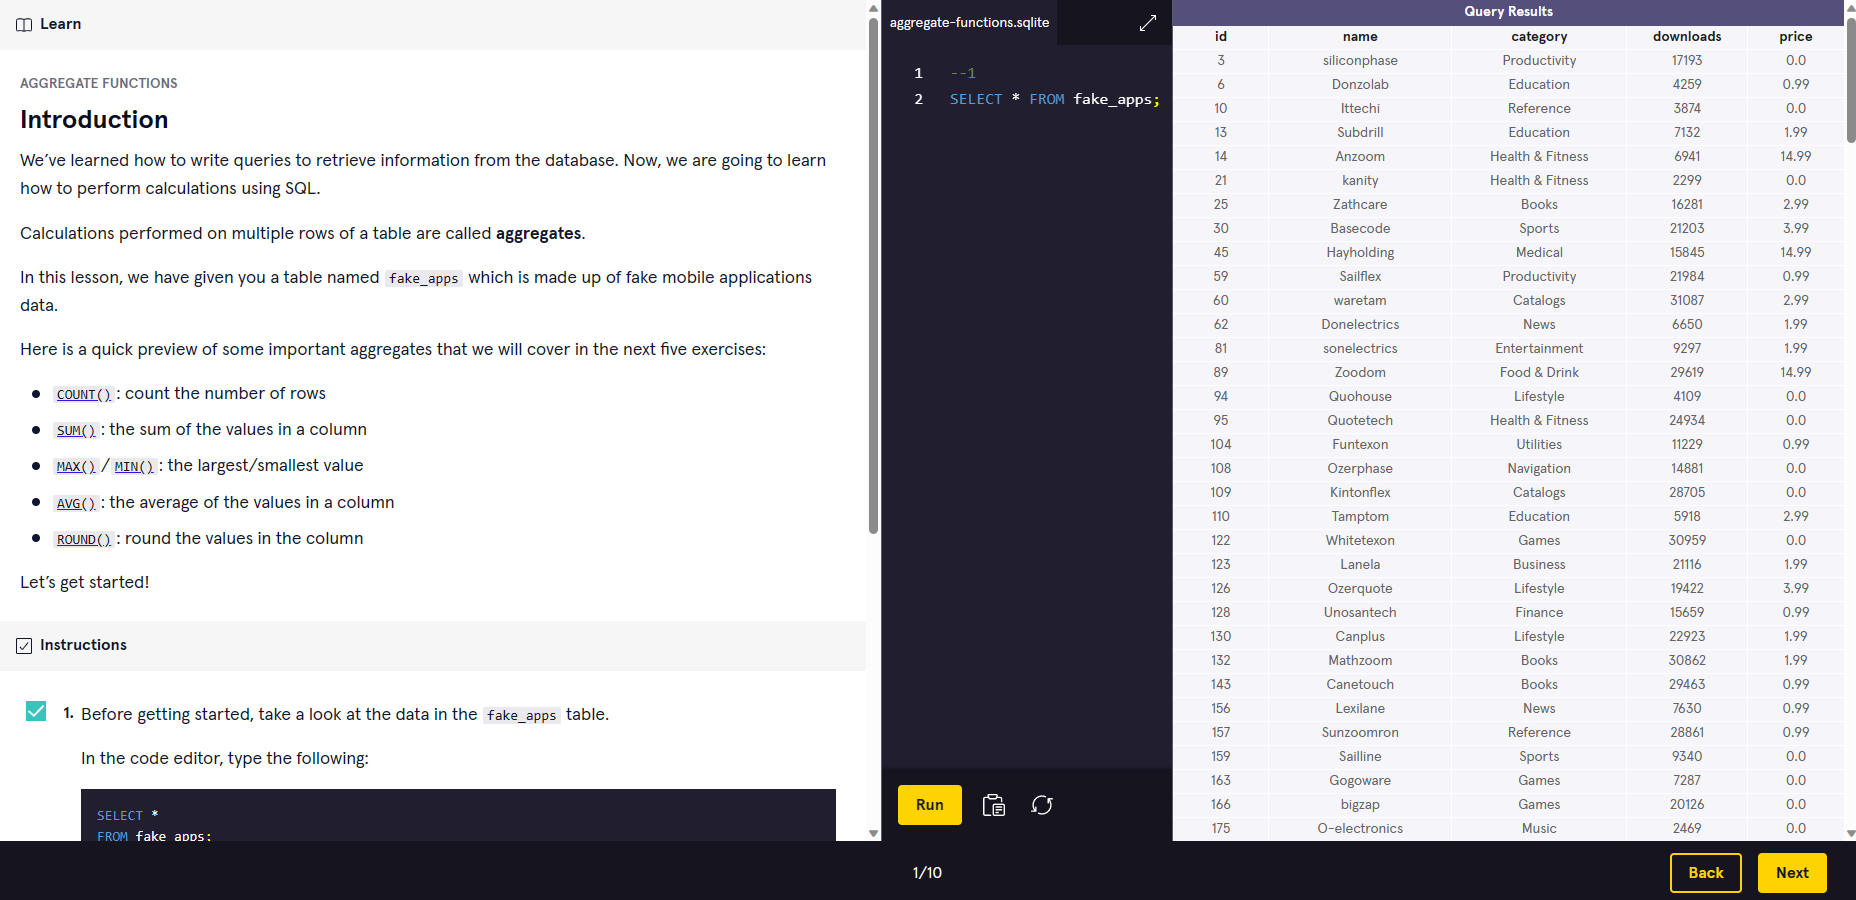 Learn
AGGREGATE FUNCTIONS
Introduction
We’ve learned how to write queries to retrieve information from the database. Now, we are going to learn
how to perform calculations using SQL.
Calculations performed on multiple rows of a table are called aggregates.
In this lesson, we have given you a table named fake_apps which is made up of fake mobile applications
data.
Here is a quick preview of some important aggregates that we will cover in the next five exercises:
COUNT(): count the number of rows
SUM(): the sum of the values in a column
MAX()/MIN(): the largest/smallest value
AVG(): the average of the values in a column
ROUND(): round the values in the column
Let’s get started!
Instructions
1. Before getting started, take a look at the data in the fake_apps table.
In the code editor, type the following:
SELECT *
FROM fake_apps;
aggregate-functions.sqlite
1 --1
2 SELECT * FROM fake_apps;
Run
Query Results
id name category downloads price
3 siliconphase Productivity 17193 0.0
6 Donzolab Education 4259 0.99
10 Ittechi Reference 3874 0.0
13 Subdrill Education 7132 1.99
14 Anzoom Health & Fitness 6941 14.99
21 kanity Health & Fitness 2299 0.0
25 Zathcare Books 16281 2.99
30 Basecode Sports 21203 3.99
45 Hayholding Medical 15845 14.99
59 Sailflex Productivity 21984 0.99
60 waretam Catalogs 31087 2.99
62 Donelectrics News 6650 1.99
81 sonelectrics Entertainment 9297 1.99
89 Zoodom Food & Drink 29619 14.99
94 Quohouse Lifestyle 4109 0.0
95 Quotetech Health & Fitness 24934 0.0
104 Funtexon Utilities 11229 0.99
108 Ozerphase Navigation 14881 0.0
109 Kintonflex Catalogs 28705 0.0
110 Tamptom Education 5918 2.99
122 Whitetexon Games 30959 0.0
123 Lanela Business 21116 1.99
126 Ozerquote Lifestyle 19422 3.99
128 Unosantech Finance 15659 0.99
130 Canplus Lifestyle 22923 1.99
132 Mathzoom Books 30862 1.99
143 Canetouch Books 29463 0.99
156 Lexilane News 7630 0.99
157 Sunzoomron Reference 28861 0.99
159 Sailline Sports 9340 0.0
163 Gogoware Games 7287 0.0
166 bigzap Games 20126 0.0
175 O-electronics Music 2469 0.0
1/10
Back
Next